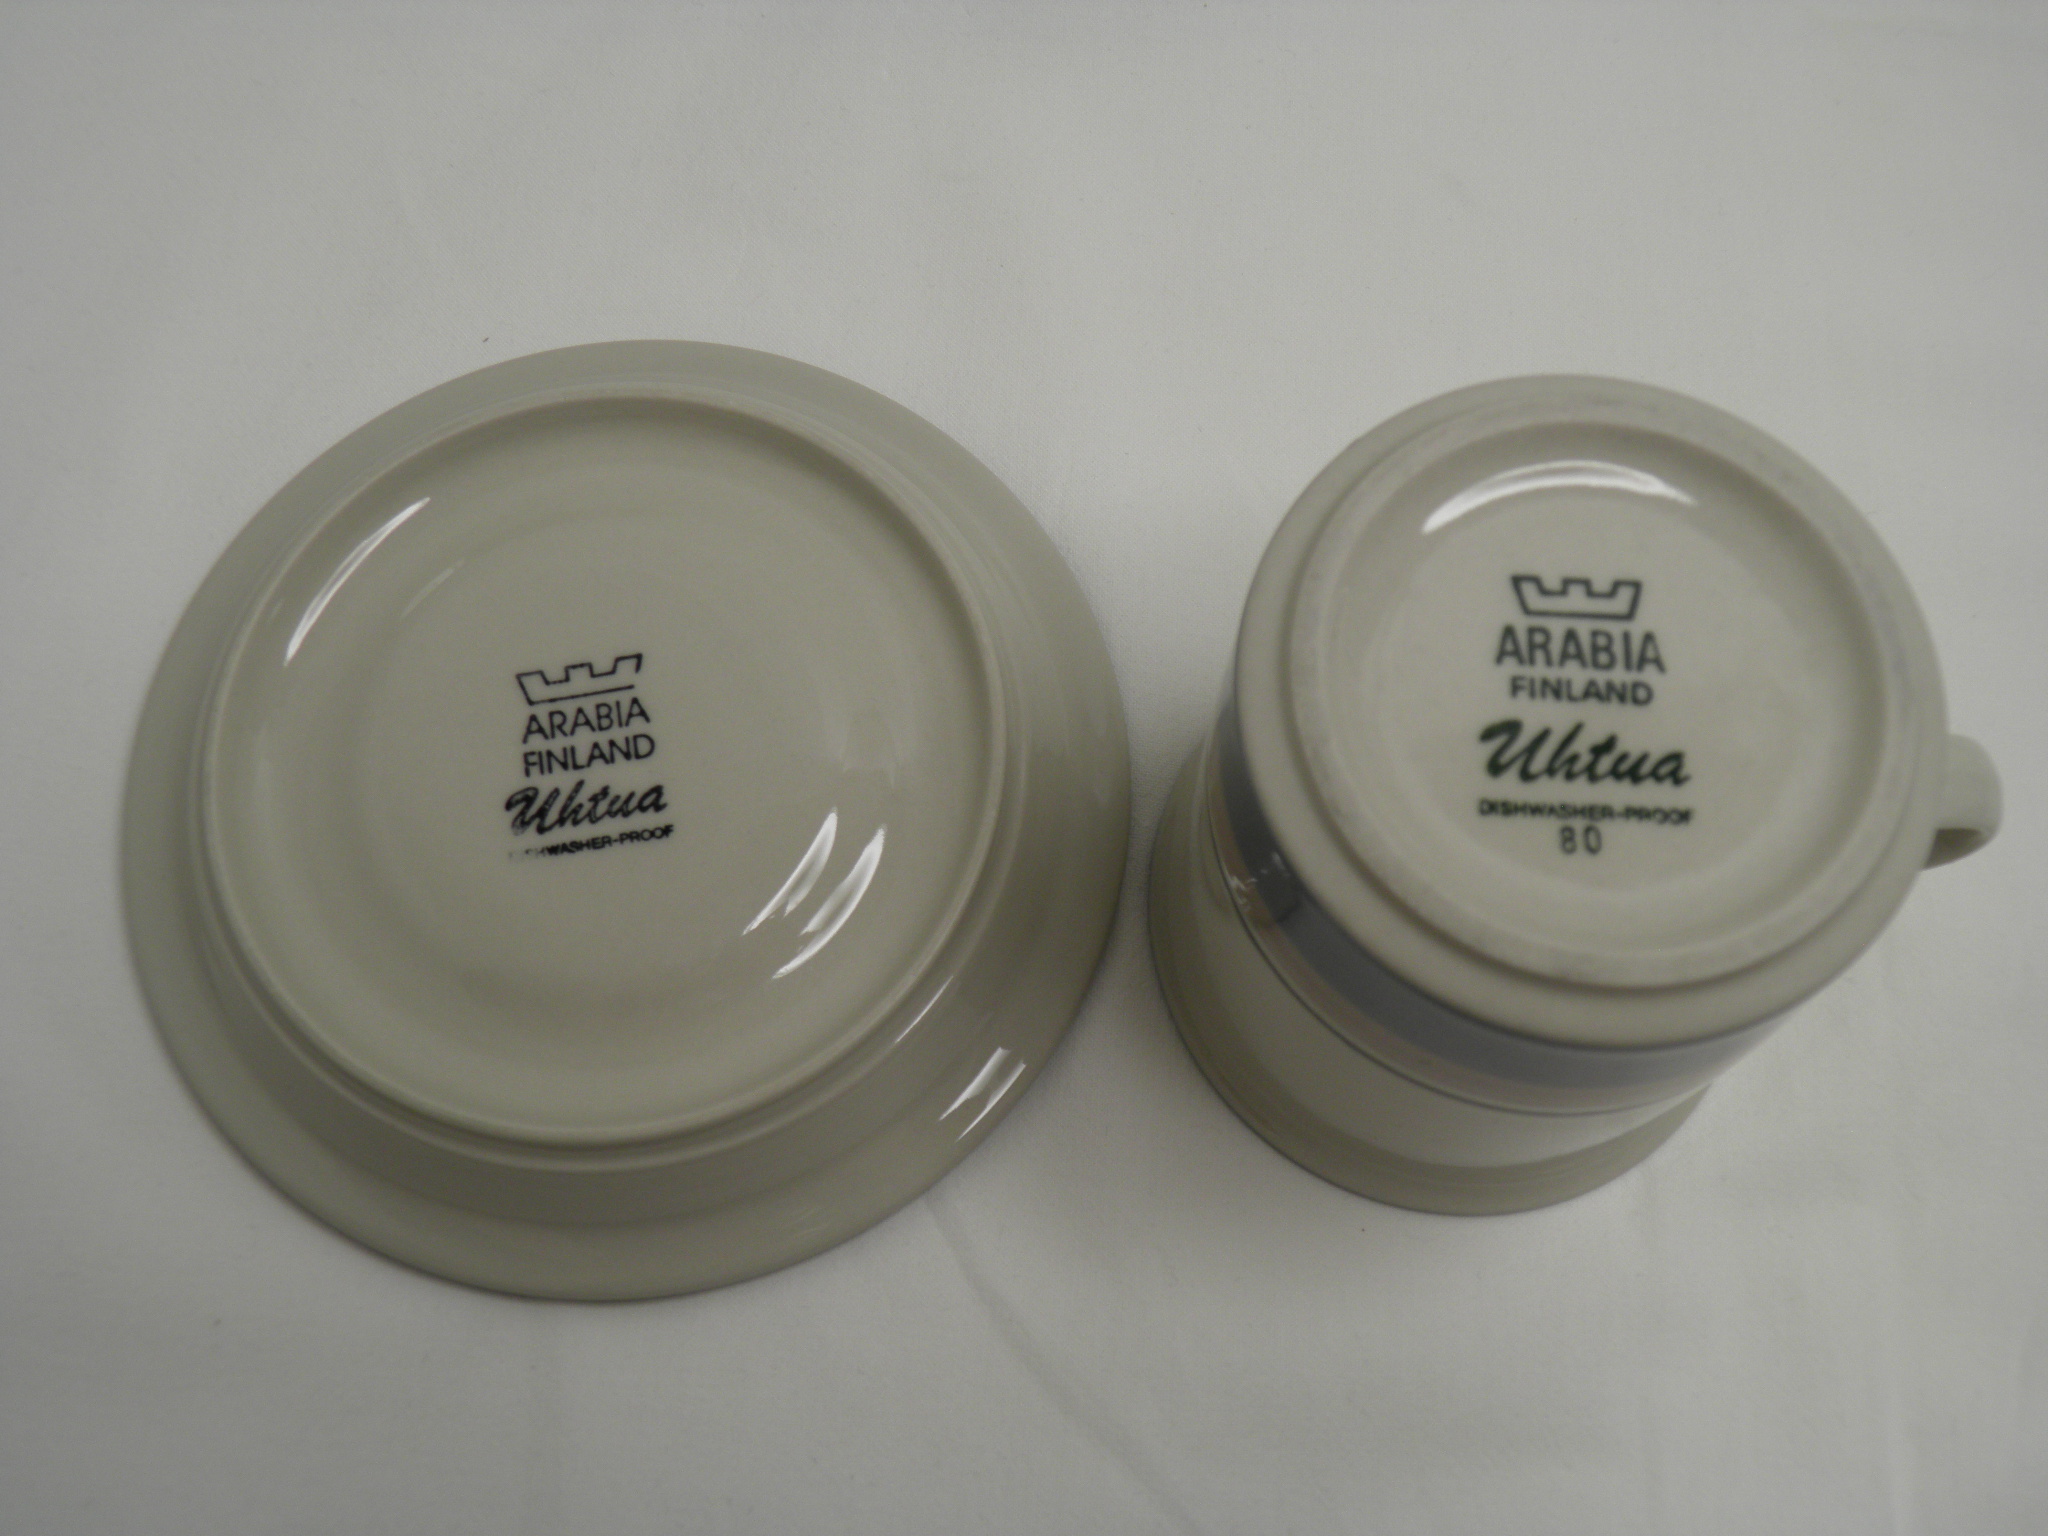 ARABIA
FINLAND
Uhtua
DISHWASHER-PROOF
ARABIA
FINLAND
Uhtua
DISHWASHER-PROOF
80